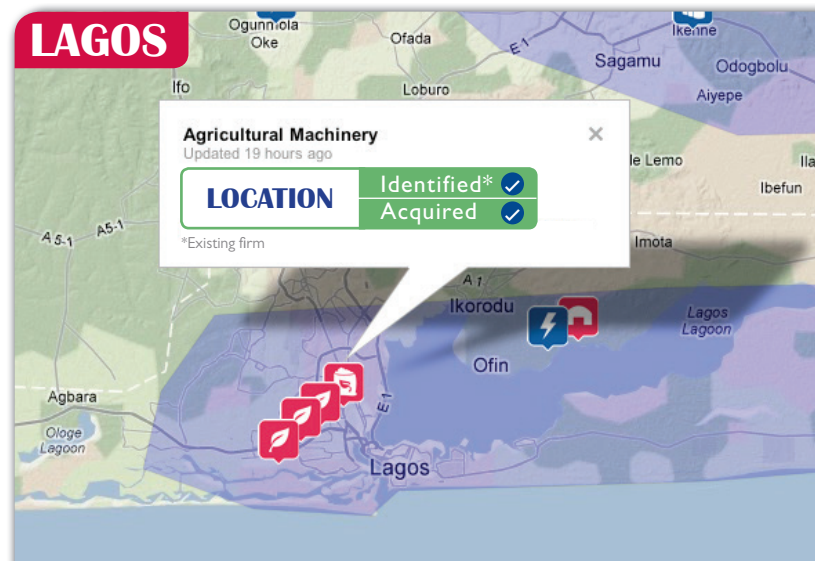 LAGOS
Ogunmola
Oke
Ofada
E1
Ikenne
Sagamu
Odogbolu
Ifo
Loburo
Aiyepe
Agricultural Machinery
×
Updated 19 hours ago
le Lemo
Ila
LOCATION
Identified*
Acquired
Ibefun
A5-1
A5-1
*Existing firm
Imota
A1
Ikorodu
Lagos
Lagoon
Ofin
Agbara
E1
Ologe
Lagoon
Lagos